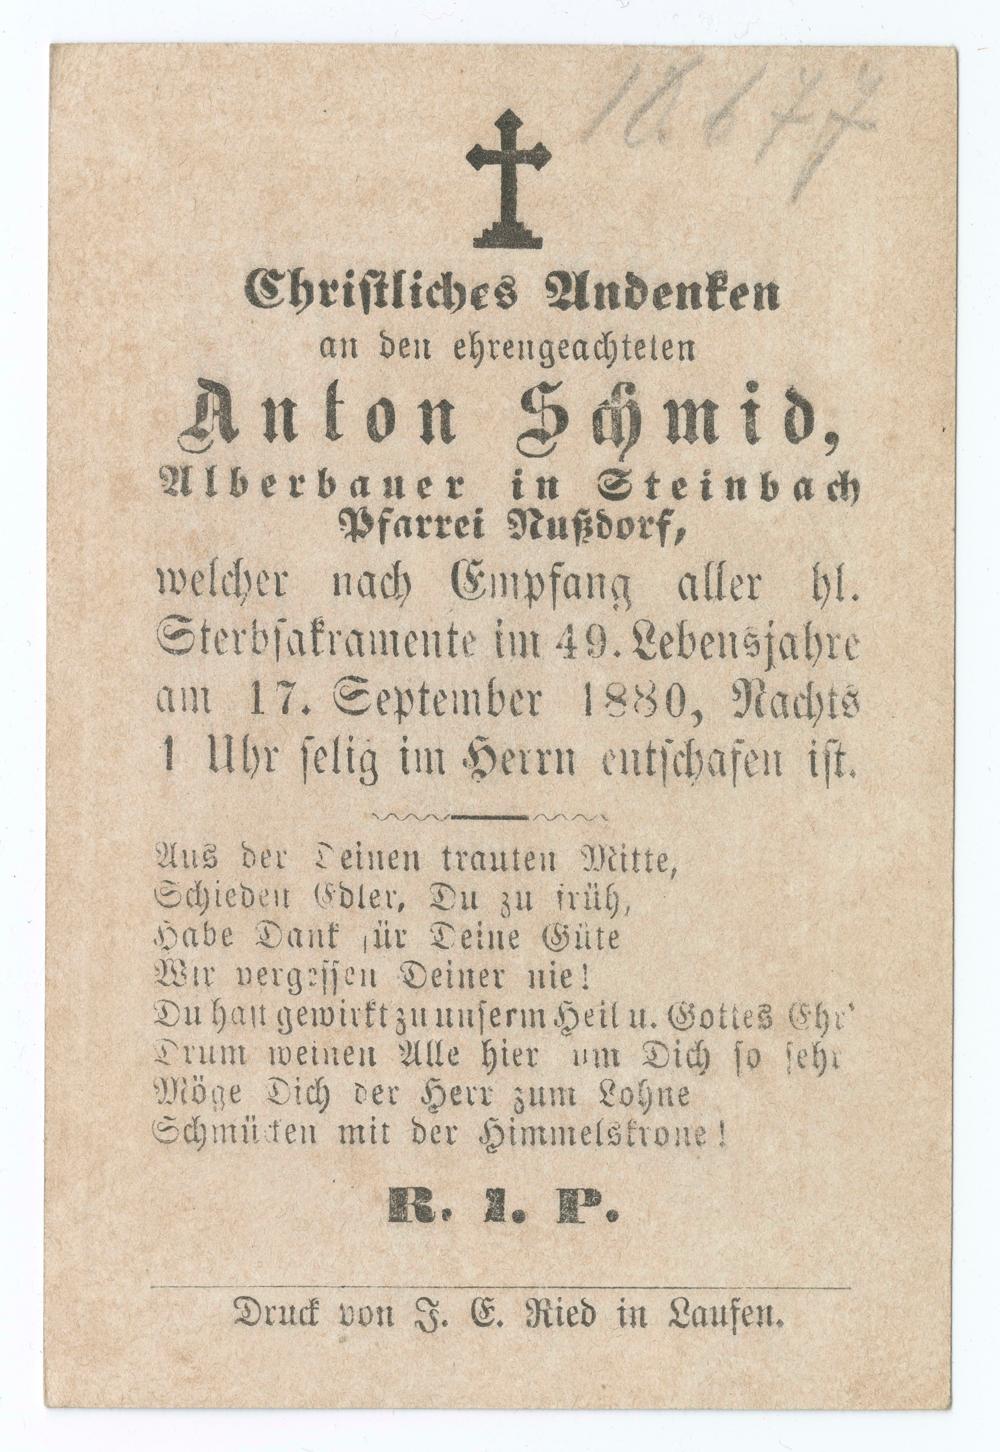 18677
Christliches Andenken
an den ehrengeachteten
Anton Schmid,
Alberbauer in Steinbach
Pfarrei Nußdorf,
welcher nach Empfang aller hl.
Sterbsakramente im 49. Lebensjahre
am 17. September 1880, Nachts
1 Uhr selig im Herrn entschafen ist.
Aus der Deinen trauten Mitte,
Schieden Edler, Du zu früh,
Habe Dank für Deine Güte
Wir vergessen Deiner nie!
Du hast gewirkt zu unserm Heil u. Gottes Ehr'
Drum weinen Alle hier um Dich so sehr
Möge Dich der Herr zum Lohne
Schmücken mit der Himmelskrone!
R. I. P.
Druck von J. E. Ried in Laufen.